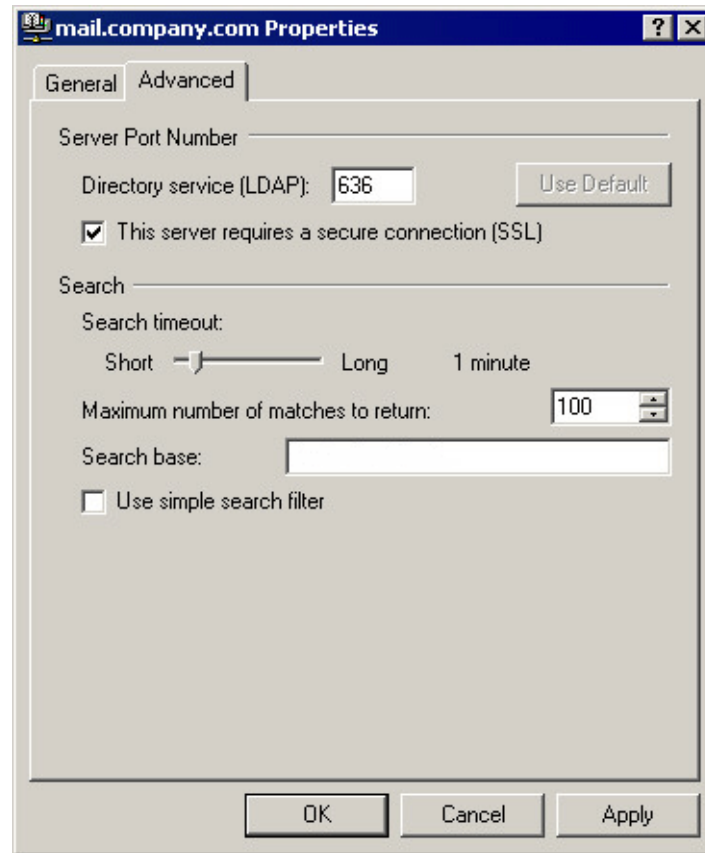 mail.company.com Properties
General Advanced
Server Port Number
Directory service (LDAP): 636 Use Default
This server requires a secure connection (SSL)
Search
Search timeout:
Short Long 1 minute
Maximum number of matches to return: 100
Search base:
Use simple search filter
OK Cancel Apply